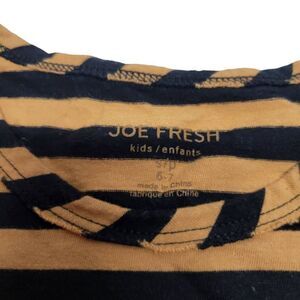 JOE FRESH
kids / enfants
S/P
6-7
made in China
fabriqué en Chine